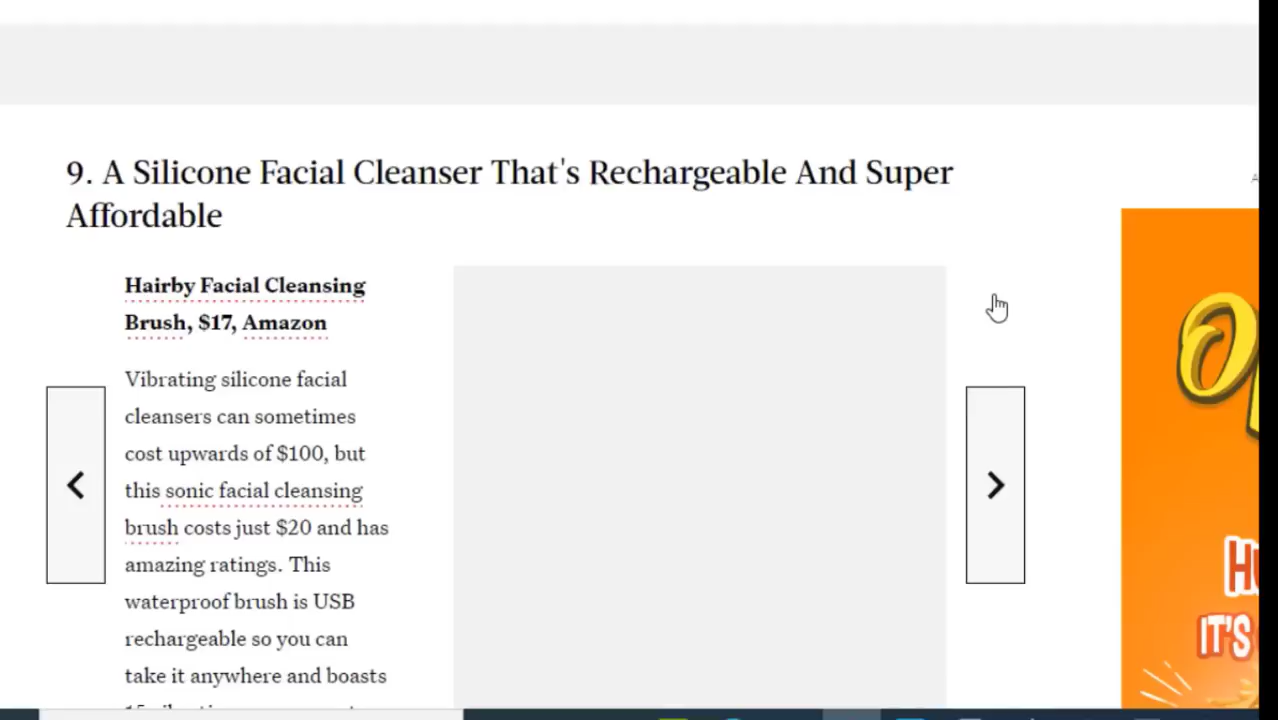 9. A Silicone Facial Cleanser That's Rechargeable And Super
Affordable
Hairby Facial Cleansing
Brush, $17, Amazon
Vibrating silicone facial
cleansers can sometimes
cost upwards of $100, but
this sonic facial cleansing
brush costs just $20 and has
amazing ratings. This
waterproof brush is USB
rechargeable so you can
take it anywhere and boasts
IT'S